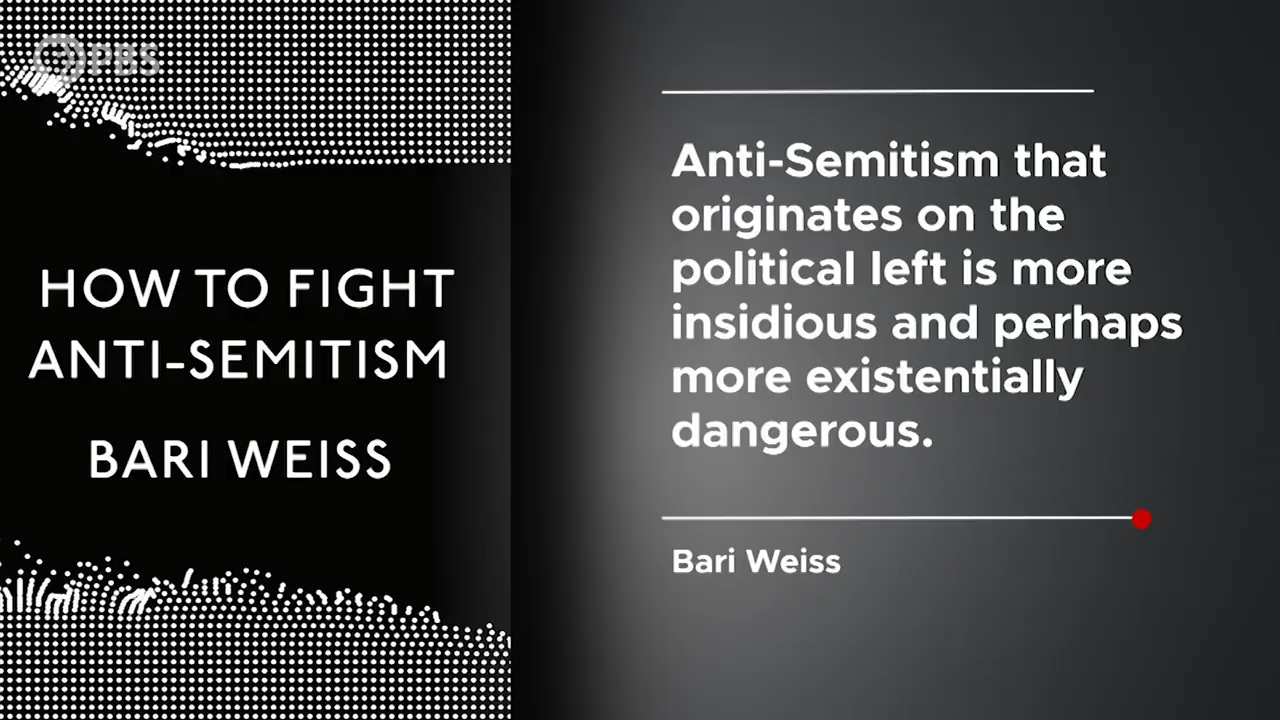 PBS
HOW TO FIGHT
ANTI-SEMITISM
BARI WEISS
Anti-Semitism that
originates on the
political left is more
insidious and perhaps
more existentially
dangerous.
Bari Weiss